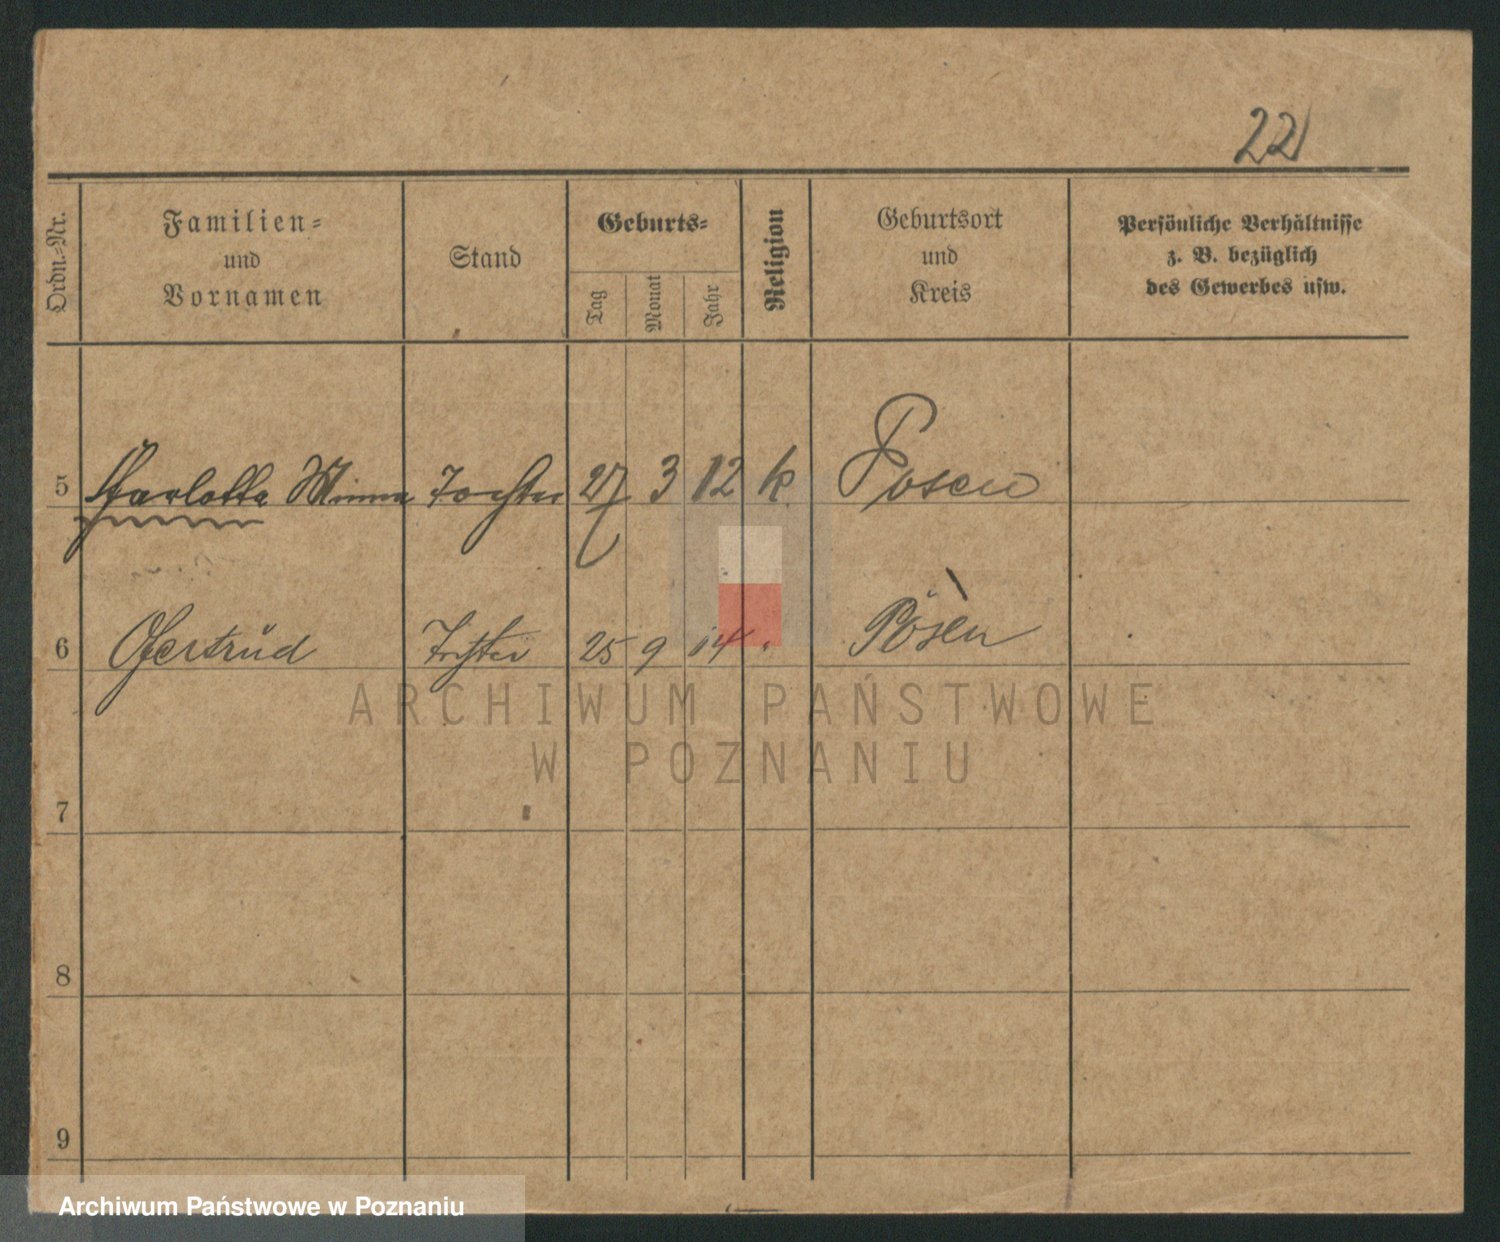 22
Ordn.-Nr.
Familien-
und
Vornamen
Stand
Geburts-
Tag
Monat
Jahr
Religion
Geburtsort
und
Kreis
Persönliche Verhältnisse
z. B. bezüglich
des Gewerbes usw.
5 Charlotte Minna Tochter 27 3 12 k Posen
6 Gertrud Tochter 25 9 14 " Posen
ARCHIWUM PAŃSTWOWE
W POZNANIU
7
8
9
Archiwum Państwowe w Poznaniu